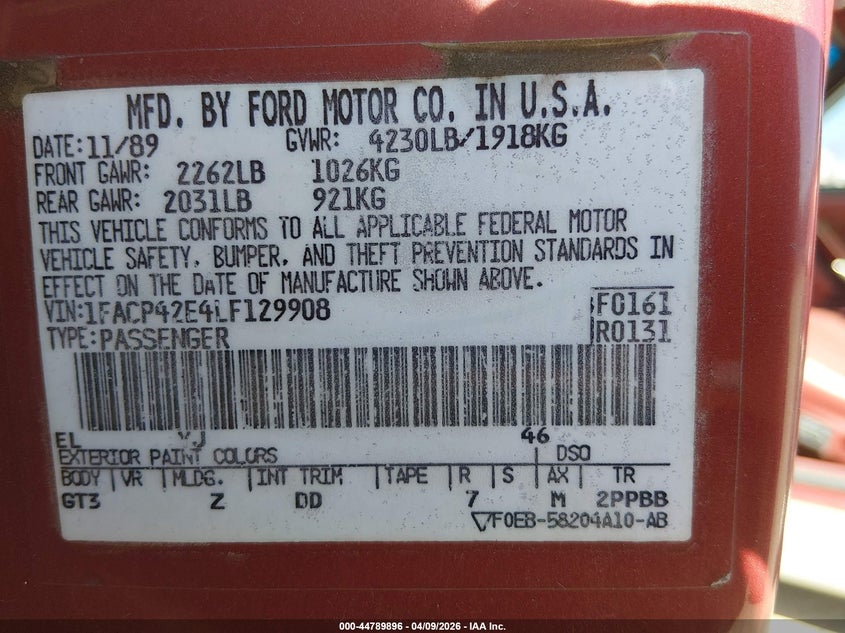 MFD. BY FORD MOTOR CO. IN U.S.A.
DATE: 11/89 GVWR: 4230LB/1918KG
FRONT GAWR: 2262LB 1026KG
REAR GAWR: 2031LB 921KG
THIS VEHICLE CONFORMS TO ALL APPLICABLE FEDERAL MOTOR
VEHICLE SAFETY, BUMPER, AND THEFT PREVENTION STANDARDS IN
EFFECT ON THE DATE OF MANUFACTURE SHOWN ABOVE.
VIN:1FACP42E4LF129908 F0161
TYPE:PASSENGER R0131
EL YJ 46
EXTERIOR PAINT COLORS DSO
BODY VR MLDG. INT TRIM TAPE R S AX TR
GT3 Z DD 7 M 2PPBB
F0EB-58204A10-AB
000-44789896 - 04/09/2026 - IAA Inc.